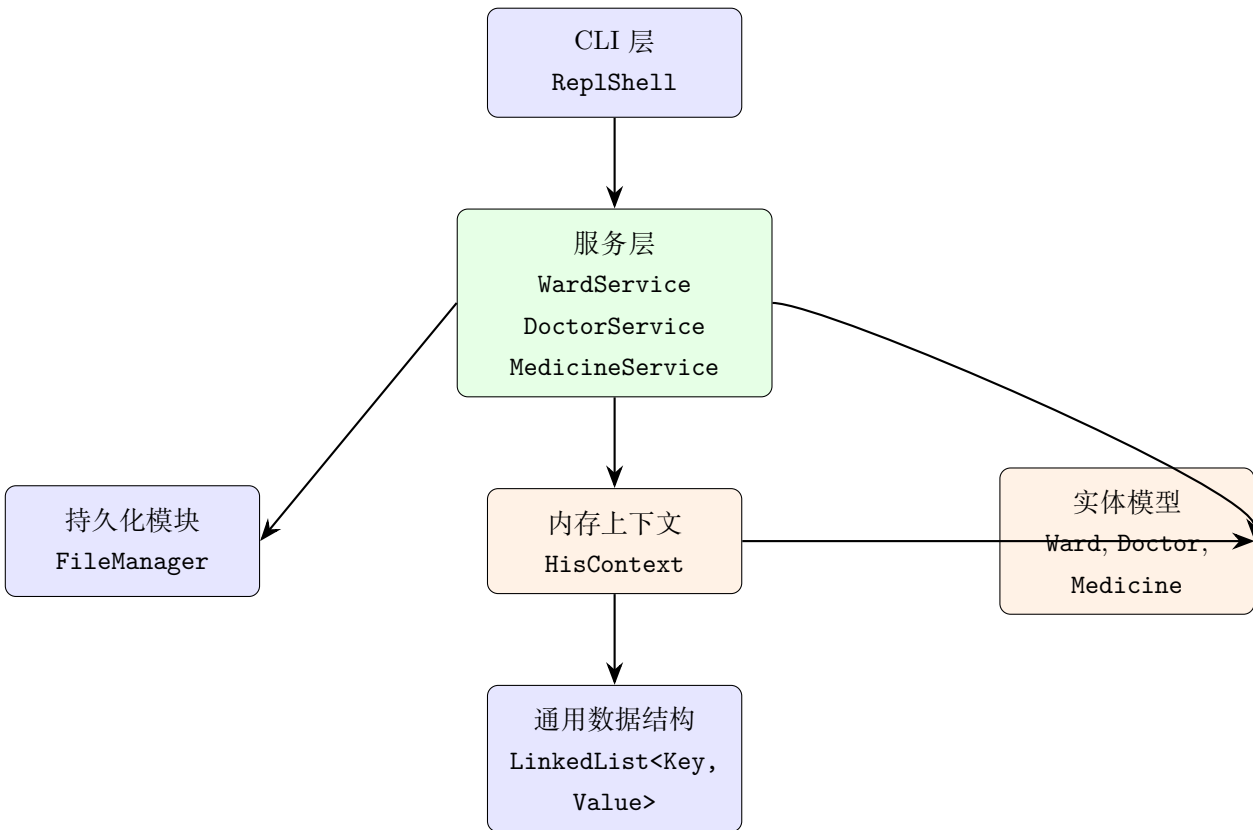 CLI 层
ReplShell
服务层
WardService
DoctorService
MedicineService
持久化模块
FileManager
内存上下文
HisContext
实体模型
Ward, Doctor,
Medicine
通用数据结构
LinkedList<Key,
Value>